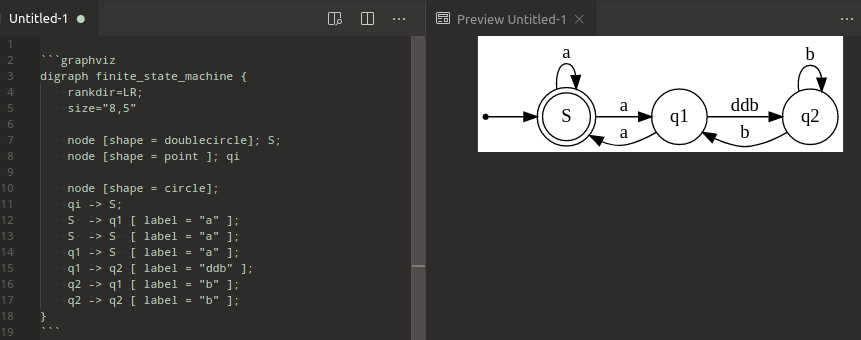 Untitled-1
Preview Untitled-1
1
2 ```graphviz
3 digraph finite_state_machine {
4 rankdir=LR;
5 size="8,5"
6
7 node [shape = doublecircle]; S;
8 node [shape = point ]; qi
9
10 node [shape = circle];
11 qi -> S;
12 S -> q1 [ label = "a" ];
13 S -> S [ label = "a" ];
14 q1 -> S [ label = "a" ];
15 q1 -> q2 [ label = "ddb" ];
16 q2 -> q1 [ label = "b" ];
17 q2 -> q2 [ label = "b" ];
18 }
19 ```
a b
a ddb
S q1 q2
a b